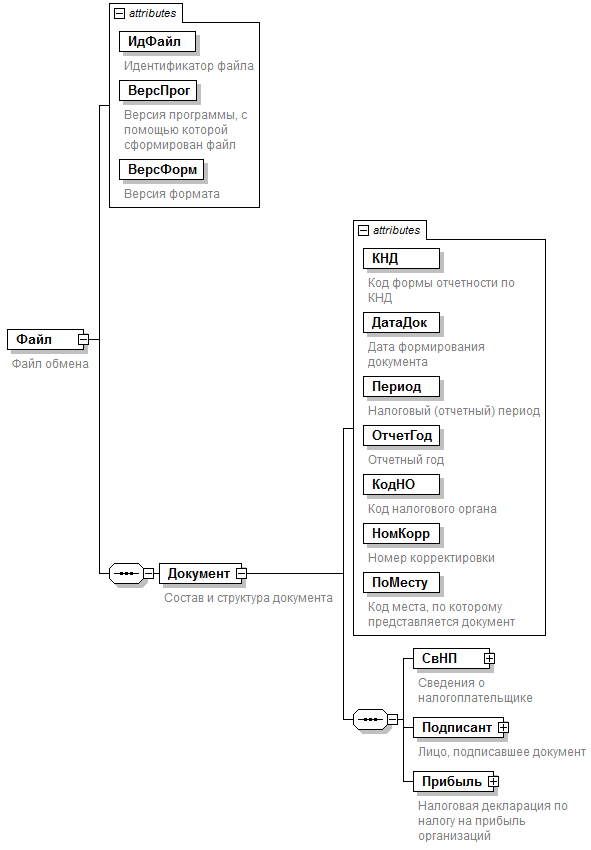 attributes
ИдФайл
Идентификатор файла
ВерсПрог
Версия программы, с
помощью которой
сформирован файл
ВерсФорм
Версия формата
Файл
Файл обмена
Документ
Состав и структура документа
attributes
КНД
Код формы отчетности по
КНД
ДатаДок
Дата формирования
документа
Период
Налоговый (отчетный) период
ОтчетГод
Отчетный год
КодНО
Код налогового органа
НомКорр
Номер корректировки
ПоМесту
Код места, по которому
представляется документ
СвНП
Сведения о
налогоплательщике
Подписант
Лицо, подписавшее документ
Прибыль
Налоговая декларация по
налогу на прибыль
организаций